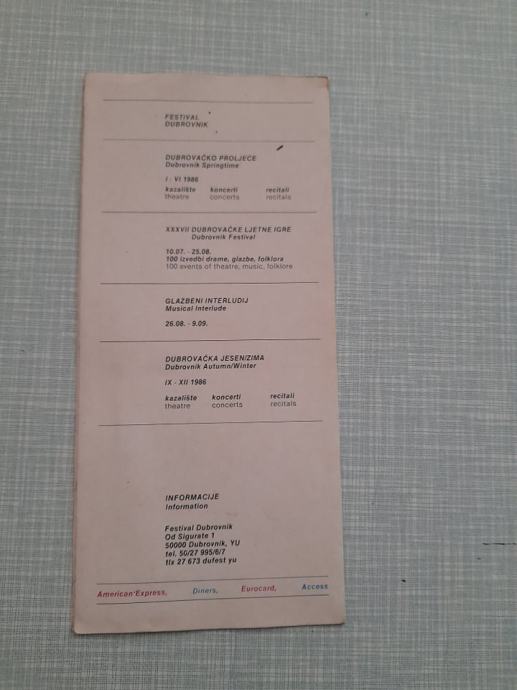 FESTIVAL
DUBROVNIK
DUBROVAČKO PROLJEĆE
Dubrovnik Springtime
I - VI 1986
kazalište koncerti recitali
theatre concerts recitals
XXXVII DUBROVAČKE LJETNE IGRE
Dubrovnik Festival
10.07. - 25.08.
100 izvedbi drame, glazbe, folklora
100 events of theatre, music, folklore
GLAZBENI INTERLUDIJ
Musical Interlude
26.08. - 9.09.
DUBROVAČKA JESEN/ZIMA
Dubrovnik Autumn/Winter
IX - XII 1986
kazalište koncerti recitali
theatre concerts recitals
INFORMACIJE
Information
Festival Dubrovnik
Od Sigurate 1
50000 Dubrovnik, YU
tel. 50/27 995/6/7
tlx 27 673 dufest yu
American Express, Diners, Eurocard, Access